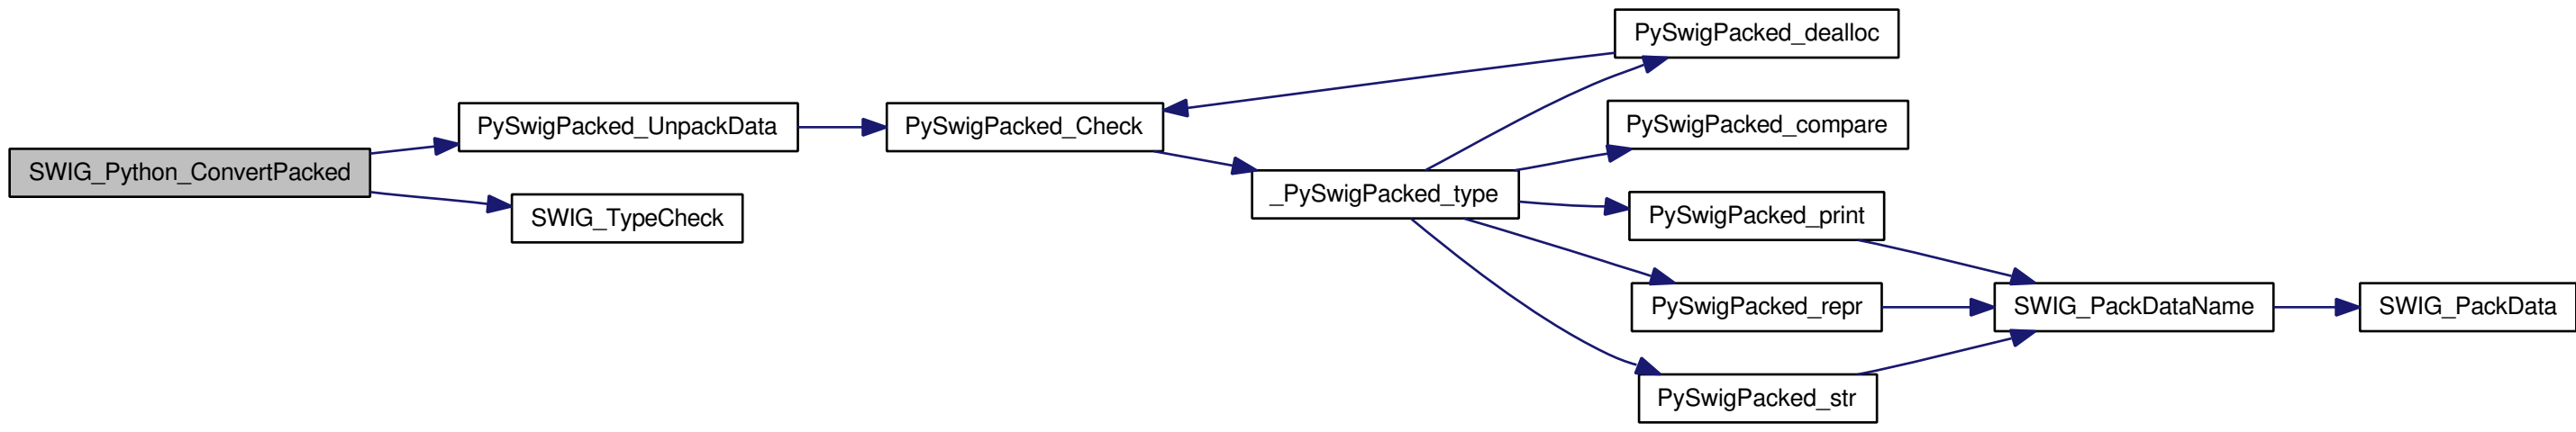 SWIG_Python_ConvertPacked
PySwigPacked_UnpackData
SWIG_TypeCheck
PySwigPacked_Check
_PySwigPacked_type
PySwigPacked_dealloc
PySwigPacked_compare
PySwigPacked_print
PySwigPacked_repr
PySwigPacked_str
SWIG_PackDataName
SWIG_PackData